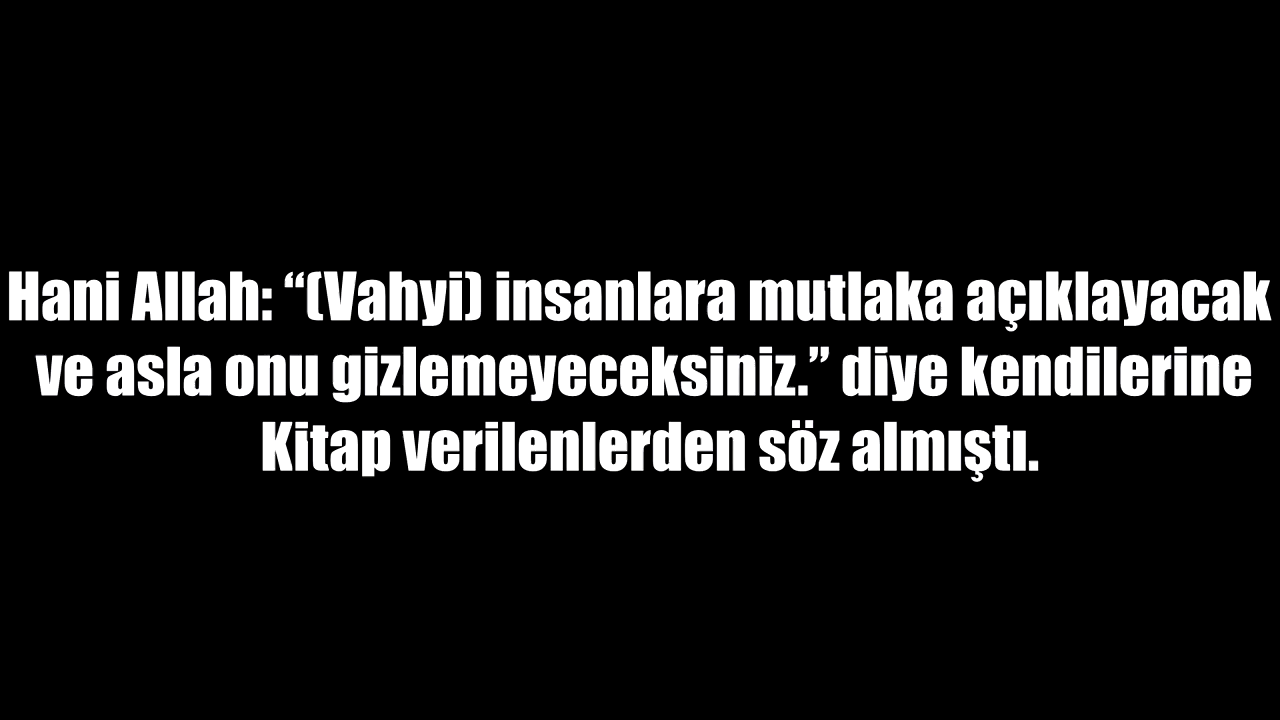 Hani Allah: “(Vahyi) insanlara mutlaka açıklayacak
ve asla onu gizlemeyeceksiniz.” diye kendilerine
Kitap verilenlerden söz almıştı.